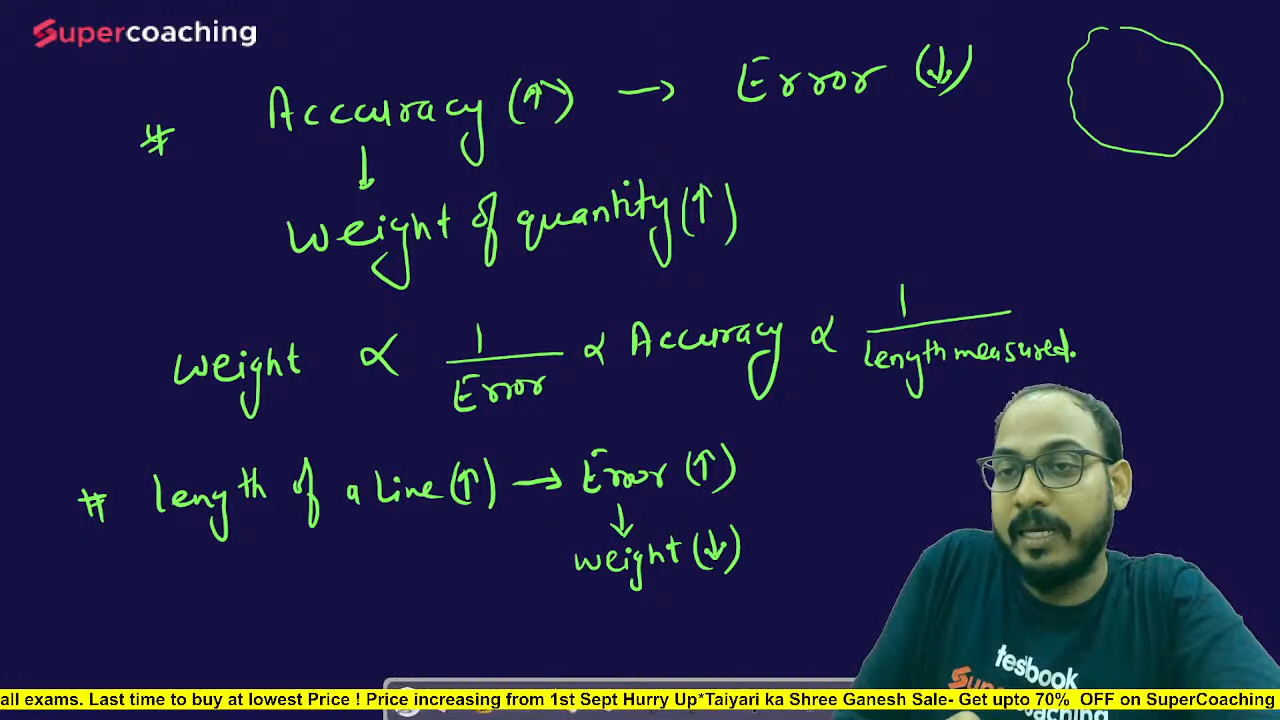 Supercoaching
# Accuracy (↑) → Error (↓)
↓
Weight of quantity (↑)
Weight ∝ 1/Error ∝ Accuracy ∝ 1/length measured.
# length of a line (↑) → Error (↑)
↓
weight (↓)
testbook
Su
all exams. Last time to buy at lowest Price ! Price increasing from 1st Sept Hurry Up*Taiyari ka Shree Ganesh Sale- Get upto 70% OFF on SuperCoaching